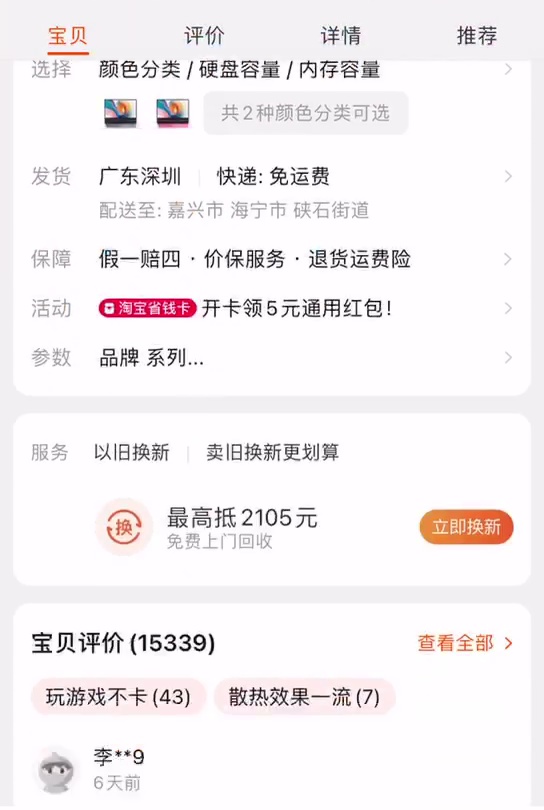 宝贝 评价 详情 推荐
选择 颜色分类 / 硬盘容量 / 内存容量
共2种颜色分类可选
发货 广东深圳 | 快递: 免运费
配送至: 嘉兴市 海宁市 硖石街道
保障 假一赔四 · 价保服务 · 退货运费险
活动 淘宝省钱卡 开卡领5元通用红包!
参数 品牌 系列...
服务 以旧换新 | 卖旧换新更划算
换 最高抵2105元 立即换新
免费上门回收
宝贝评价 (15339) 查看全部
玩游戏不卡 (43) 散热效果一流 (7)
李**9
6天前